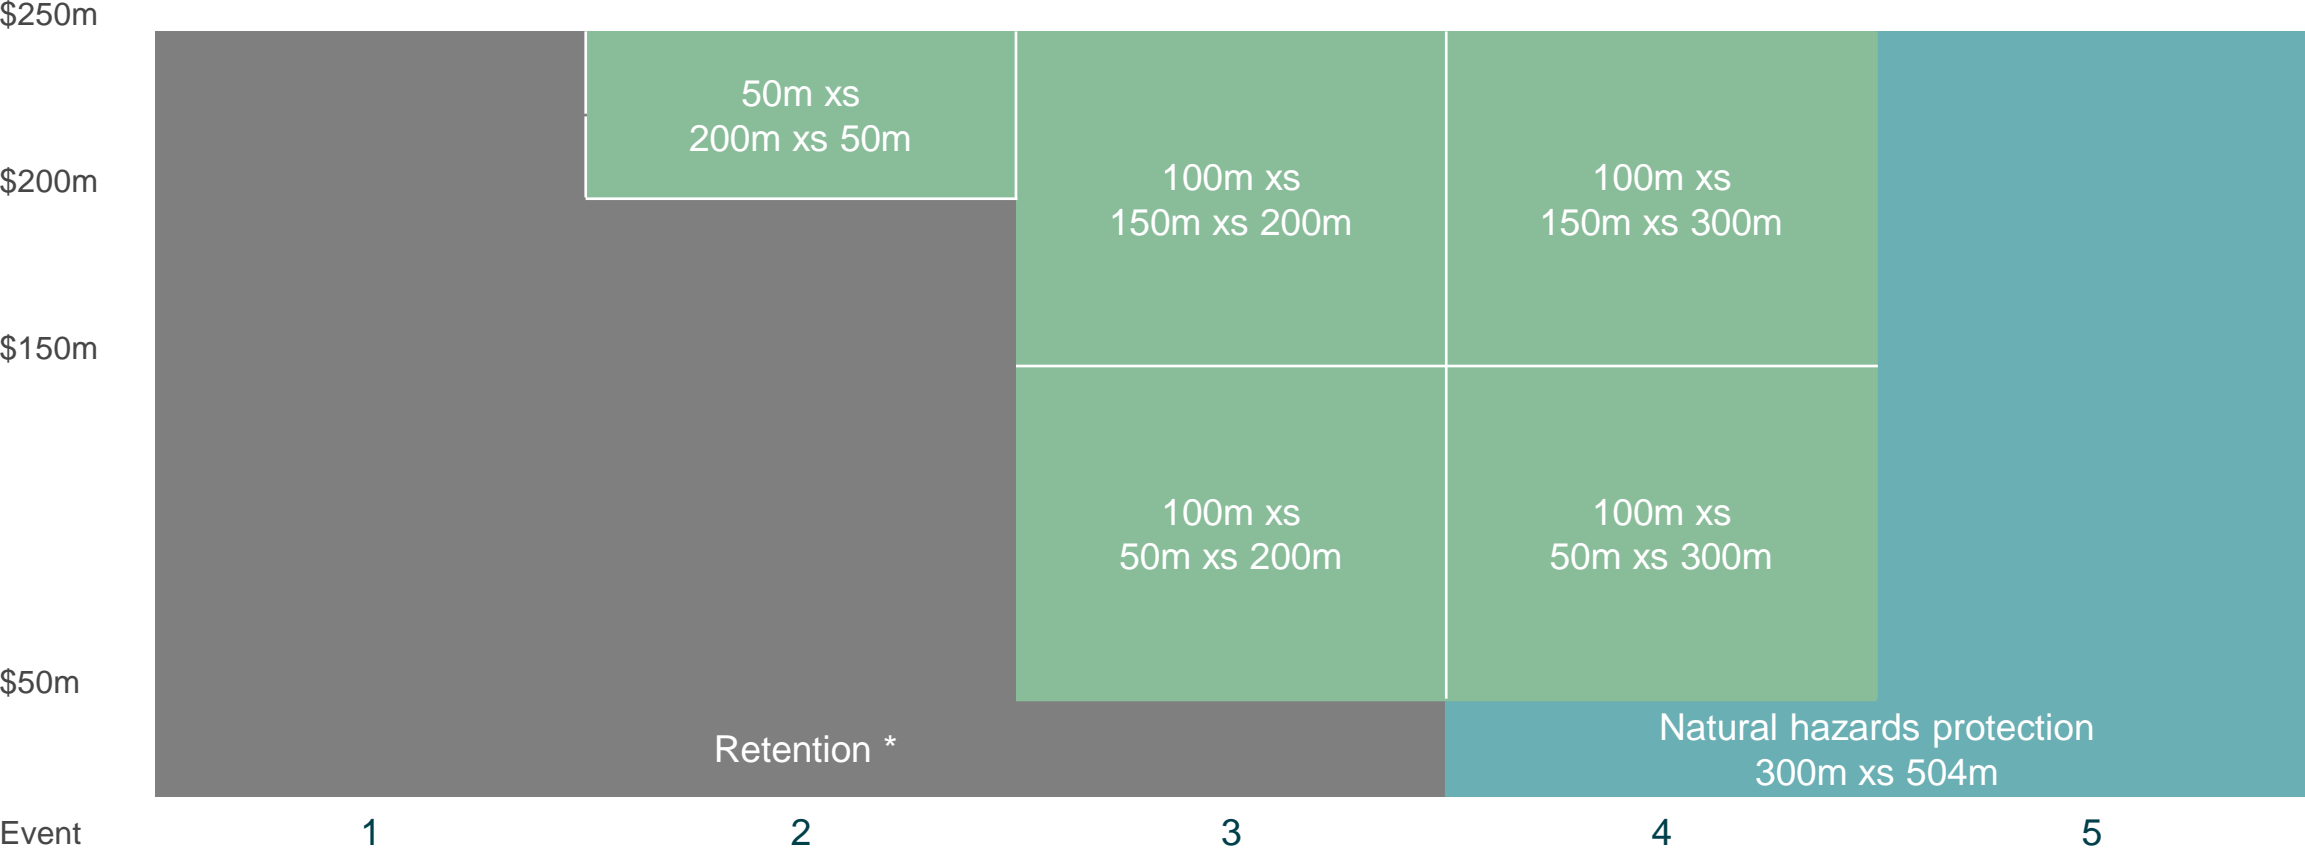 $250m
50m xs
200m xs 50m
$200m
100m xs
150m xs 200m
100m xs
150m xs 300m
$150m
100m xs
50m xs 200m
100m xs
50m xs 300m
$50m
Retention *
Natural hazards protection
300m xs 504m
Event 1 2 3 4 5